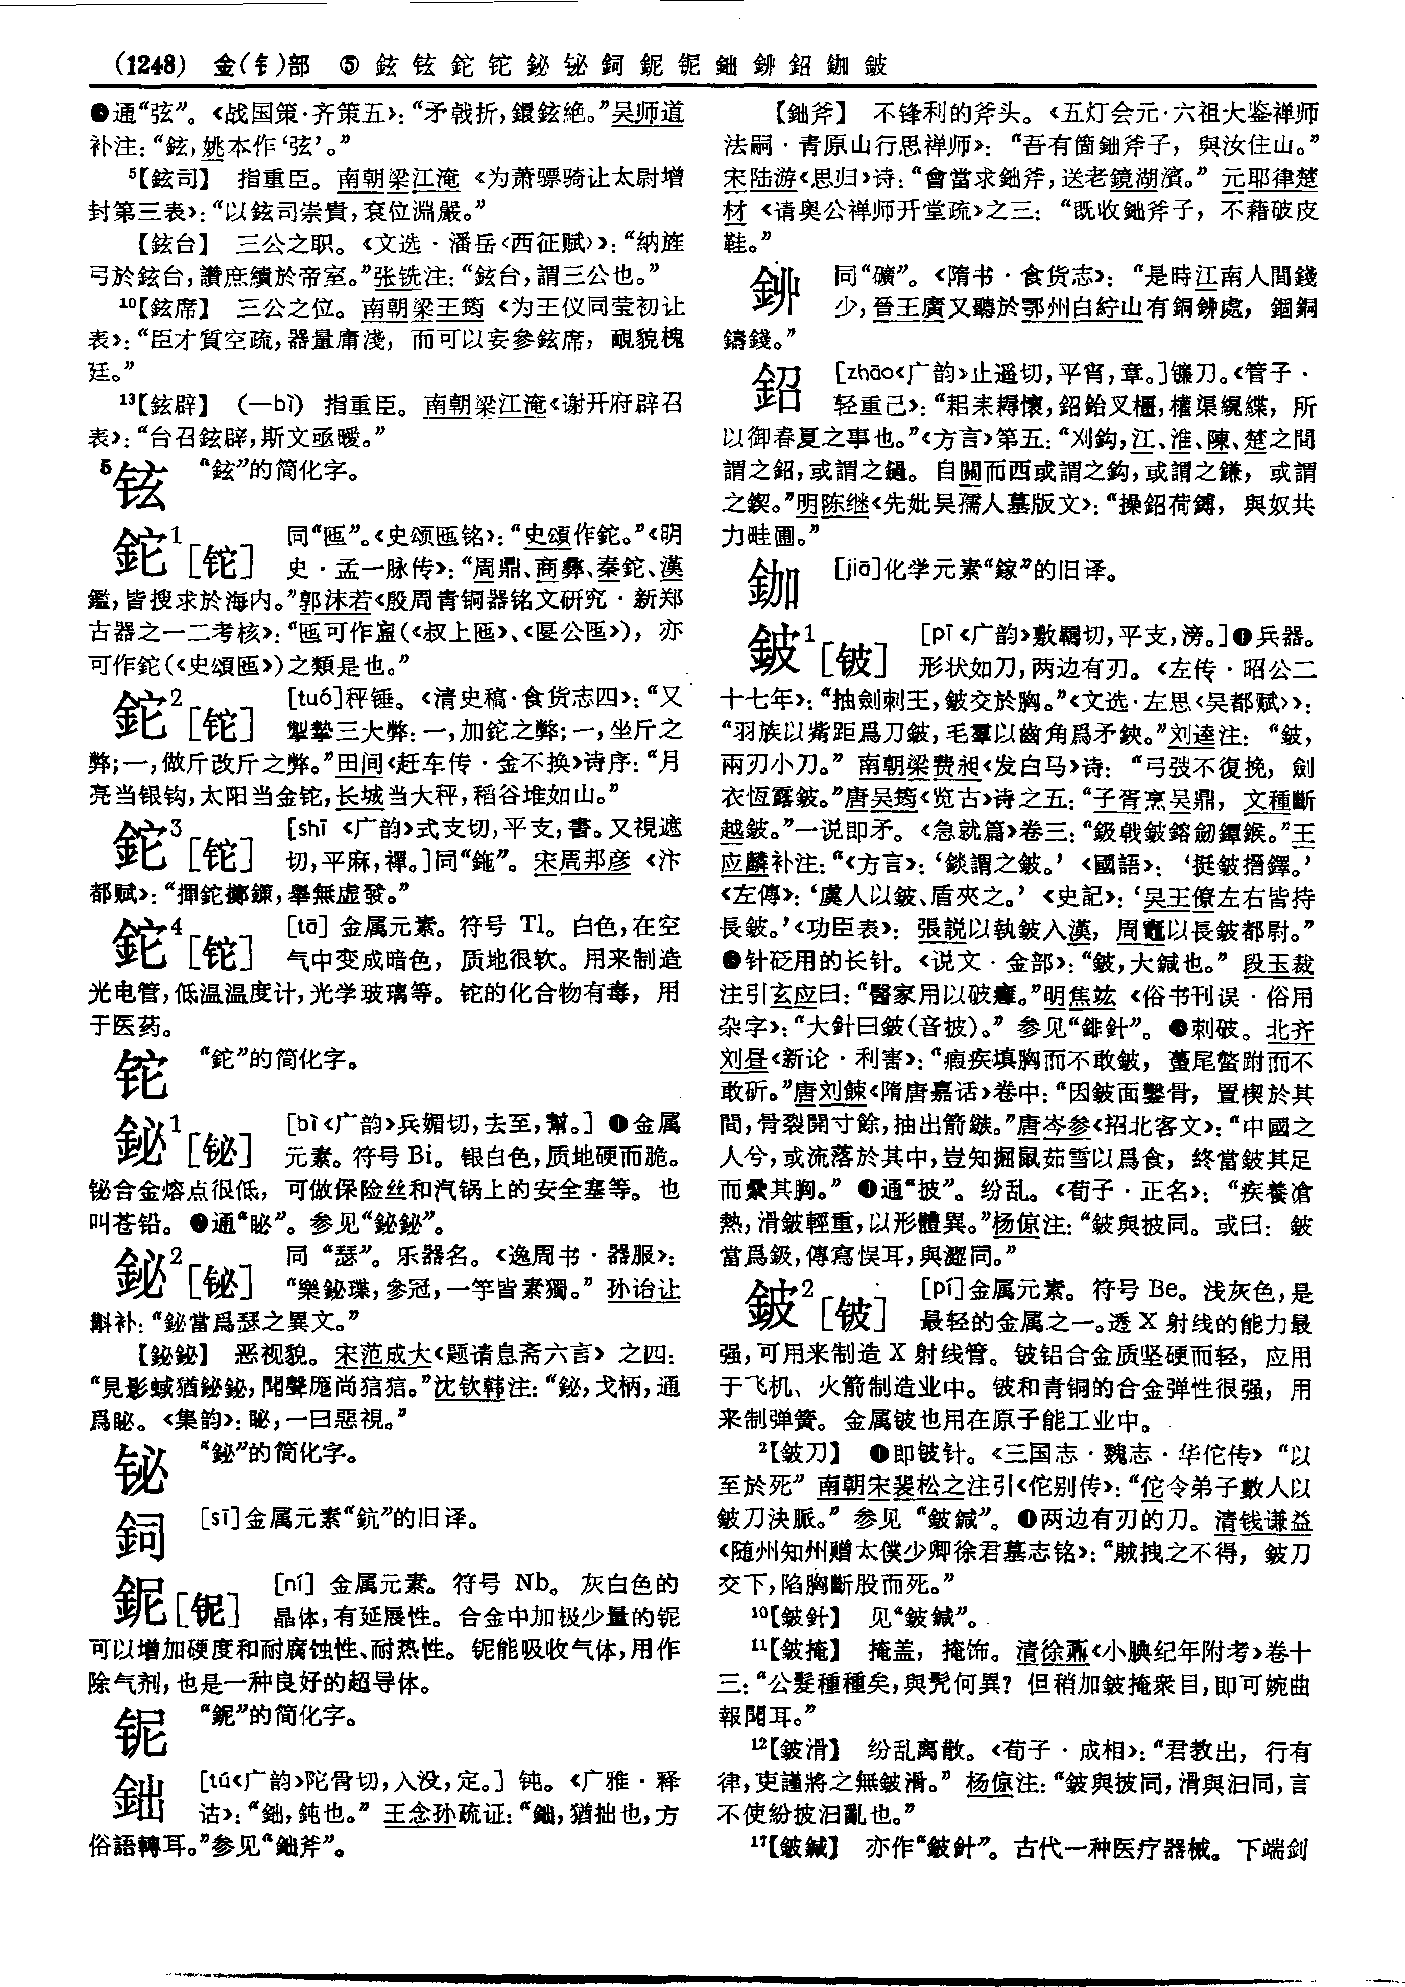 (1248) 金(钅)部 ⑤ 鉉 铉 鉈 铊 鉍 铋 鉰 鈮 铌 鈯 鉚 鉊 鉫 鈹
❸通“弦”。《战国策·齐策五》：“矛戟折，鐶鉉絶。”吴师道
补注：“鉉，姚本作‘弦’。”
⁵【鉉司】 指重臣。南朝梁江淹《为萧骠骑让太尉增
封第三表》：“以鉉司崇貴，袞位淵嚴。”
【鉉台】 三公之职。《文选·潘岳〈西征赋〉》：“納旌
弓於鉉台，讚庶績於帝室。”张铣注：“鉉台，謂三公也。”
¹⁰【鉉席】 三公之位。南朝梁王筠《为王仪同莹初让
表》：“臣才質空疏，器量庸淺，而可以妄參鉉席，覥貌槐
廷。”
¹³【鉉辟】 （—bì） 指重臣。南朝梁江淹《谢开府辟召
表》：“台召鉉辟，斯文亟曖。”
⁵铉 “鉉”的简化字。
鉈¹[铊] 同“匜”。《史颂匜铭》：“史頌作鉈。”《明
史·孟一脉传》：“周鼎、商彝、秦鉈、漢
鑑，皆搜求於海内。”郭沫若《殷周青铜器铭文研究·新郑
古器之一二考核》：“匜可作𥁓(《叔上匜》、《匽公匜》)，亦
可作鉈(《史頌匜》)之類是也。”
鉈²[铊] [tuó]秤锤。《清史稿·食货志四》：“又
掣摯三大弊：一，加鉈之弊；一，坐斤之
弊；一，做斤改斤之弊。”田间《赶车传·金不换》诗序：“月
亮当银钩，太阳当金铊，长城当大秤，稻谷堆如山。”
鉈³[铊] [shī 《广韵》式支切，平支，書。又視遮
切，平麻，禪。]同“鉇”。宋周邦彦《汴
都赋》：“揮鉈擲鏁，舉無虚發。”
鉈⁴[铊] [tā] 金属元素。符号 Tl。白色，在空
气中变成暗色，质地很软。用来制造
光电管，低温温度计，光学玻璃等。铊的化合物有毒，用
于医药。
铊 “鉈”的简化字。
鉍¹[铋] [bì《广韵》兵媚切，去至，幫。] ❶金属
元素。符号 Bi。银白色，质地硬而脆。
铋合金熔点很低，可做保险丝和汽锅上的安全塞等。也
叫苍铅。❷通“眍”。参见“鉍鉍”。
鉍²[铋] 同“瑟”。乐器名。《逸周书·器服》：
“樂鉍璖，參冠，一竽皆素獨。”孙诒让
斠补：“鉍當爲瑟之異文。”
【鉍鉍】 恶视貌。宋范成大《题请息斋六言》之四：
“見影蜮猶鉍鉍，聞聲厖尚狺狺。”沈钦韩注：“鉍，戈柄，通
爲眍。《集韵》：眍，一曰惡視。”
铋 “鉍”的简化字。
鉰 [sī]金属元素“鈧”的旧译。
鈮[铌] [ní] 金属元素。符号 Nb。灰白色的
晶体，有延展性。合金中加极少量的铌
可以增加硬度和耐腐蚀性、耐热性。铌能吸收气体，用作
除气剂，也是一种良好的超导体。
铌 “鈮”的简化字。
鈯 [tú《广韵》陀骨切，入没，定。] 钝。《广雅·释
诂》：“鈯，鈍也。”王念孙疏证：“鈯，猶拙也，方
俗語轉耳。”参见“鈯斧”。
【鈯斧】 不锋利的斧头。《五灯会元·六祖大鉴禅师
法嗣·青原山行思禅师》：“吾有箇鈯斧子，與汝住山。”
宋陆游《思归》诗：“會當求鈯斧，送老鏡湖濱。”元耶律楚
材《请奥公禅师开堂疏》之三：“既收鈯斧子，不藉破皮
鞋。”
鉚 同“礦”。《隋书·食货志》：“是時江南人間錢
少，晉王廣又聽於鄂州白紵山有銅鉚處，錮銅
鑄錢。”
鉊 [zhāo《广韵》止遥切，平宵，章。]镰刀。《管子·
轻重己》：“耜耒耨懷，鉊鈶叉橿，權渠繉緤，所
以御春夏之事也。”《方言》第五：“刈鈎，江、淮、陳、楚之間
謂之鉊，或謂之鐹。自關而西或謂之鈎，或謂之鎌，或謂
之鍥。”明陈继《先妣吴孺人墓版文》：“操鉊荷鎛，與奴共
力畦圃。”
鉫 [jiā]化学元素“鎵”的旧译。
鈹¹[铍] [pī《广韵》敷羈切，平支，滂。]❶兵器。
形状如刀，两边有刃。《左传·昭公二
十七年》：“抽劍刺王，鈹交於胸。”《文选·左思〈吴都赋〉》：
“羽族以觜距爲刀鈹，毛羣以齒角爲矛鋏。”刘逵注：“鈹，
兩刃小刀。”南朝梁费昶《发白马》诗：“弓弢不復挽，劍
衣恆露鈹。”唐吴筠《览古》诗之五：“子胥烹吴鼎，文種斷
越鈹。”一说即矛。《急就篇》卷三：“鈒戟鈹鎔劒鐔鍭。”王
应麟补注：“《方言》：‘錟謂之鈹。’《國語》：‘挺鈹搢鐸。’
《左傳》：‘虞人以鈹、盾夾之。’《史記》：‘吴王僚左右皆持
長鈹。’《功臣表》：張説以執鈹入漢，周竈以長鈹都尉。”
❷针砭用的长针。《说文·金部》：“鈹，大鍼也。”段玉裁
注引玄应曰：“醫家用以破癰。”明焦竑《俗书刊误·俗用
杂字》：“大針曰鈹（音披）。”参见“鈹針”。❸刺破。北齐
刘昼《新论·利害》：“瘕疾填胸而不敢鈹，蠆尾螫跗而不
敢斫。”唐刘餗《隋唐嘉话》卷中：“因鈹面鑿骨，置楔於其
間，骨裂開寸餘，抽出箭鏃。”唐岑参《招北客文》：“中國之
人兮，或流落於其中，豈知掘鼠茹雪以爲食，終當鈹其足
而纍其胸。”❹通“披”。纷乱。《荀子·正名》：“疾養凔
熱，滑鈹輕重，以形體異。”杨倞注：“鈹與披同。或曰：鈹
當爲鈒，傳寫悮耳，與澀同。”
鈹²[铍] [pí]金属元素。符号 Be。浅灰色，是
最轻的金属之一。透 X 射线的能力最
强，可用来制造 X 射线管。铍铝合金质坚硬而轻，应用
于飞机、火箭制造业中。铍和青铜的合金弹性很强，用
来制弹簧。金属铍也用在原子能工业中。
²【鈹刀】 ❶即铍针。《三国志·魏志·华佗传》“以
至於死”南朝宋裴松之注引《佗别传》：“佗令弟子數人以
鈹刀決脈。”参见“鈹鍼”。❷两边有刃的刀。清钱谦益
《随州知州赠太僕少卿徐君墓志铭》：“賊拽之不得，鈹刀
交下，陷胸斷股而死。”
¹⁰【鈹針】 见“鈹鍼”。
¹¹【鈹掩】 掩盖，掩饰。清徐鼒《小腆纪年附考》卷十
三：“公髮種種矣，與髡何異？但稍加鈹掩衆目，即可婉曲
報聞耳。”
¹²【鈹滑】 纷乱离散。《荀子·成相》：“君教出，行有
律，吏謹將之無鈹滑。”杨倞注：“鈹與披同，滑與汩同，言
不使紛披汩亂也。”
¹⁷【鈹鍼】 亦作“鈹針”。古代一种医疗器械。下端剑